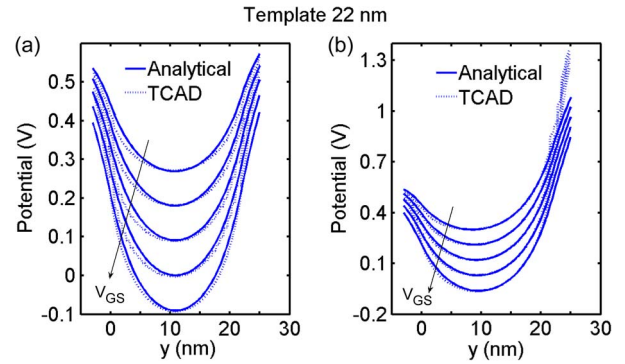 Template 22 nm
(a)
Analytical
TCAD
0.5
0.4
0.3
0.2
0.1
0
-0.1
Potential (V)
V_GS
0
10
20
30
y (nm)
(b)
Analytical
TCAD
1.3
1
0.7
0.4
0.1
-0.2
Potential (V)
V_GS
0
10
20
30
y (nm)